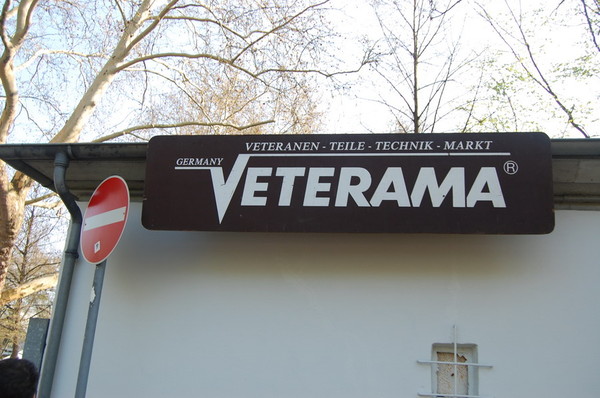 VETERANEN - TEILE - TECHNIK - MARKT
GERMANY
VETERAMA ®